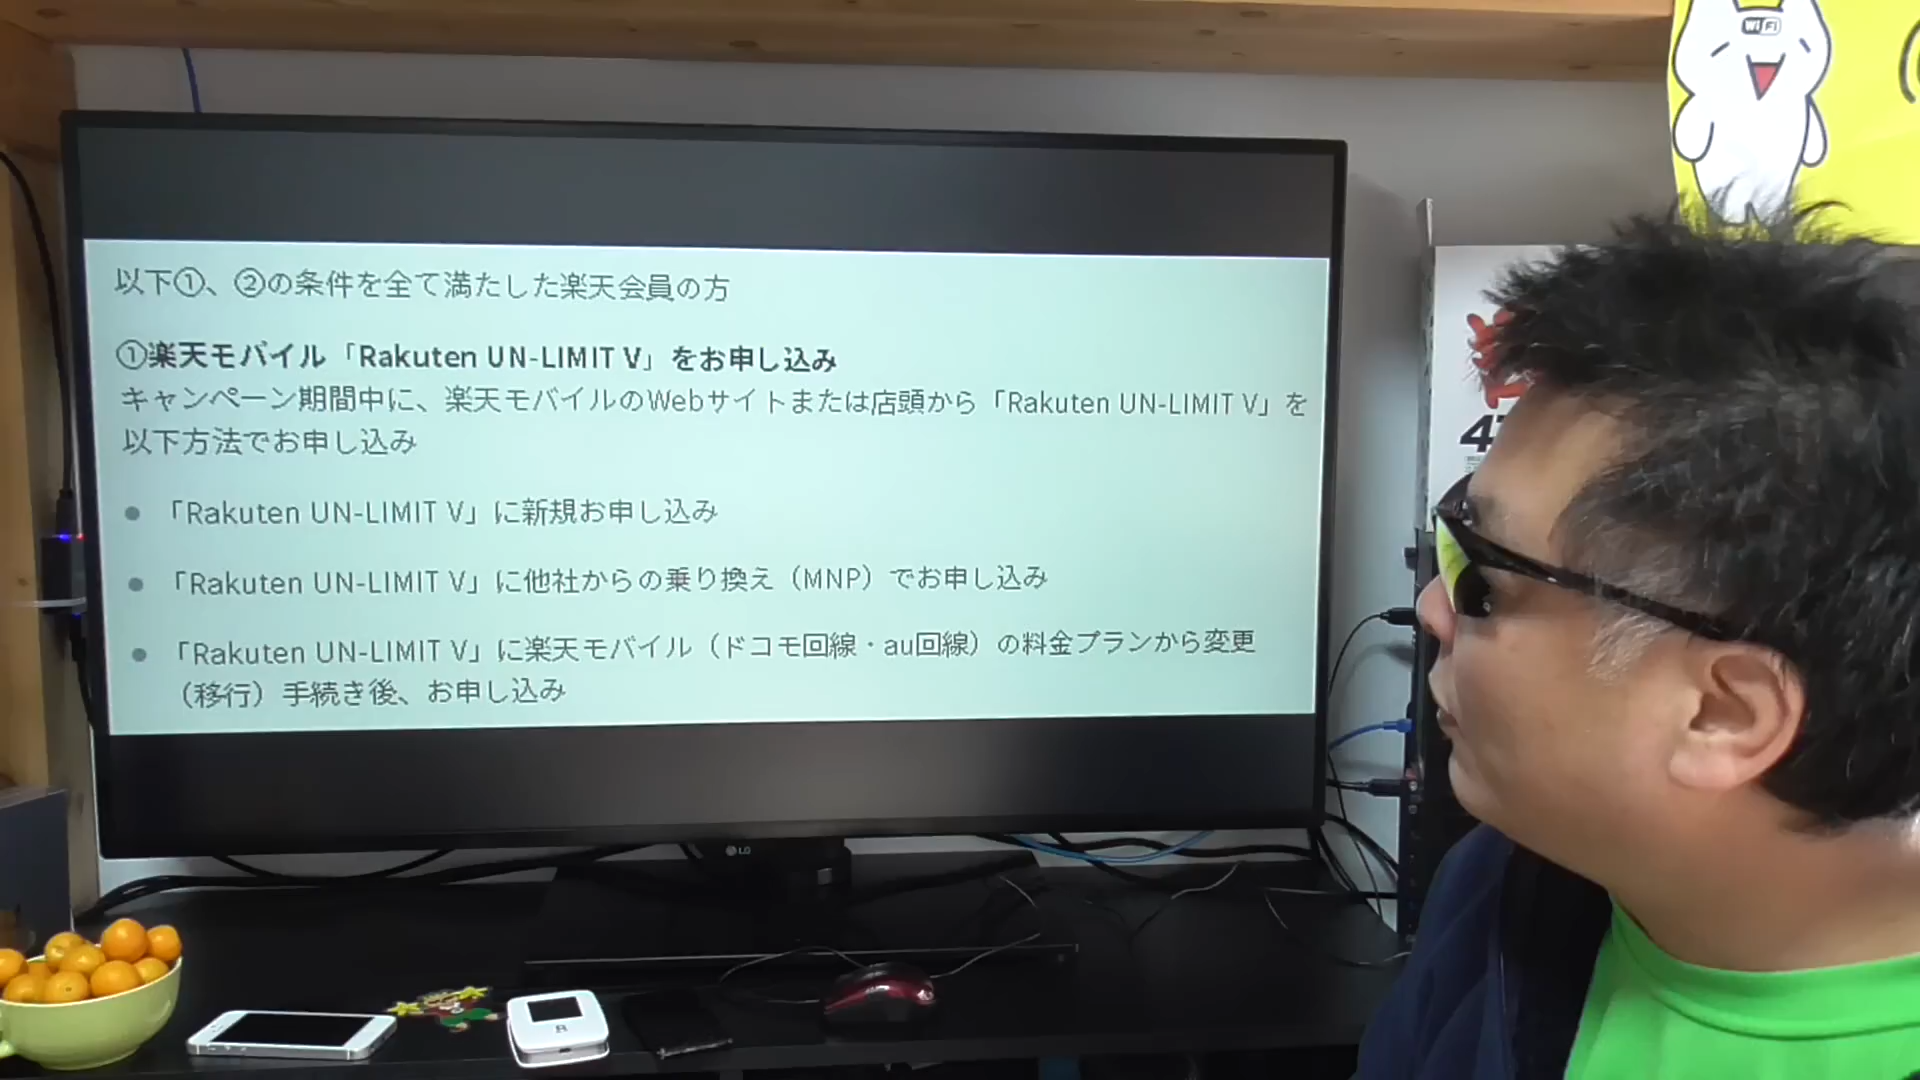 以下①、②の条件を全て満たした楽天会員の方
①楽天モバイル「Rakuten UN-LIMIT V」をお申し込み
キャンペーン期間中に、楽天モバイルのWebサイトまたは店頭から「Rakuten UN-LIMIT V」を
以下方法でお申し込み
「Rakuten UN-LIMIT V」に新規お申し込み
「Rakuten UN-LIMIT V」に他社からの乗り換え（MNP）でお申し込み
「Rakuten UN-LIMIT V」に楽天モバイル（ドコモ回線・au回線）の料金プランから変更
（移行）手続き後、お申し込み
LG
Wi Fi
R